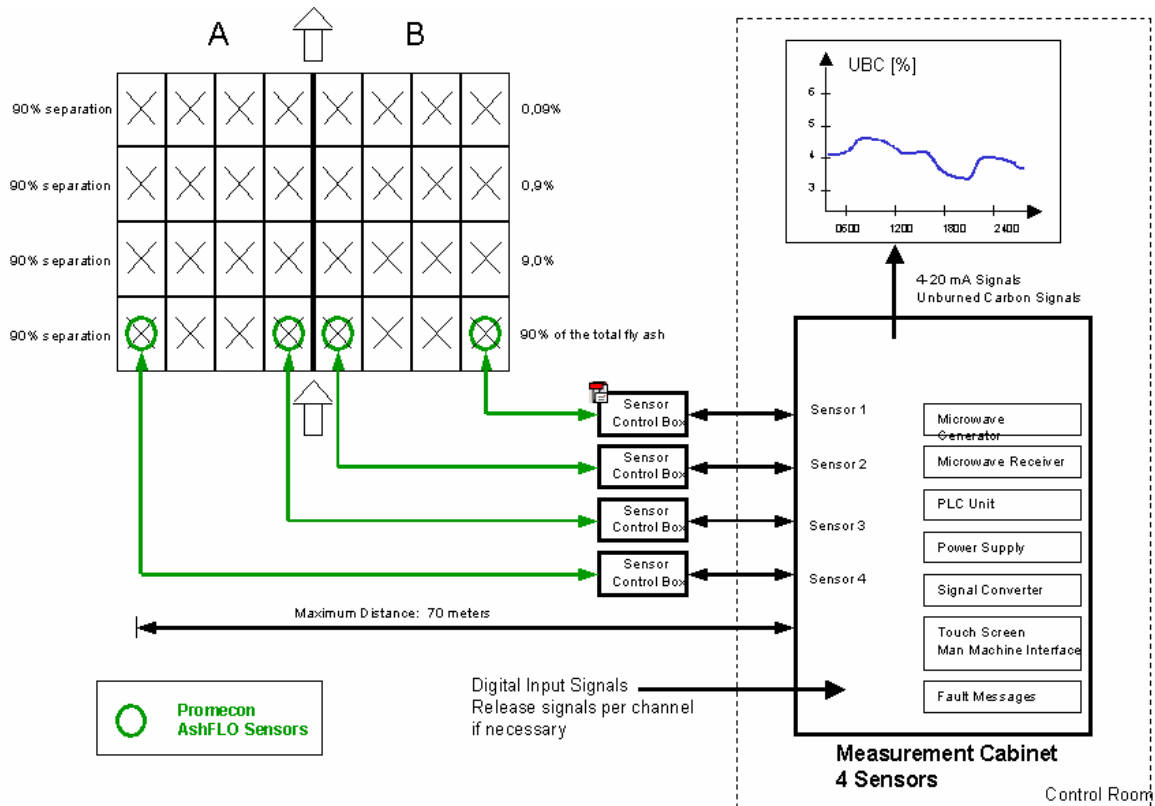 A
B
90% separation
0,09%
90% separation
0,9%
90% separation
9,0%
90% separation
90% of the total fly ash
UBC [%]
6
5
4
3
0600
1200
1800
2400
4-20 mA Signals
Unburned Carbon Signals
Sensor
Control Box
Sensor 1
Sensor
Control Box
Sensor 2
Sensor
Control Box
Sensor 3
Sensor
Control Box
Sensor 4
Microwave
Generator
Microwave Receiver
PLC Unit
Power Supply
Signal Converter
Touch Screen
Man Machine Interface
Fault Messages
Maximum Distance: 70 meters
Promecon
AshFLO Sensors
Digital Input Signals
Release signals per channel
if necessary
Measurement Cabinet
4 Sensors
Control Room